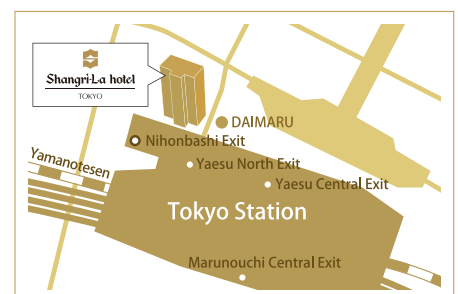 Shangri-La hotel
TOKYO
DAIMARU
Nihonbashi Exit
Yamanotesen
Yaesu North Exit
Yaesu Central Exit
Tokyo Station
Marunouchi Central Exit